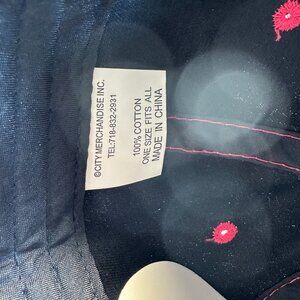 ©CITY MERCHANDISE INC.
TEL:718-832-2931
100% COTTON
ONE SIZE FITS ALL
MADE IN CHINA